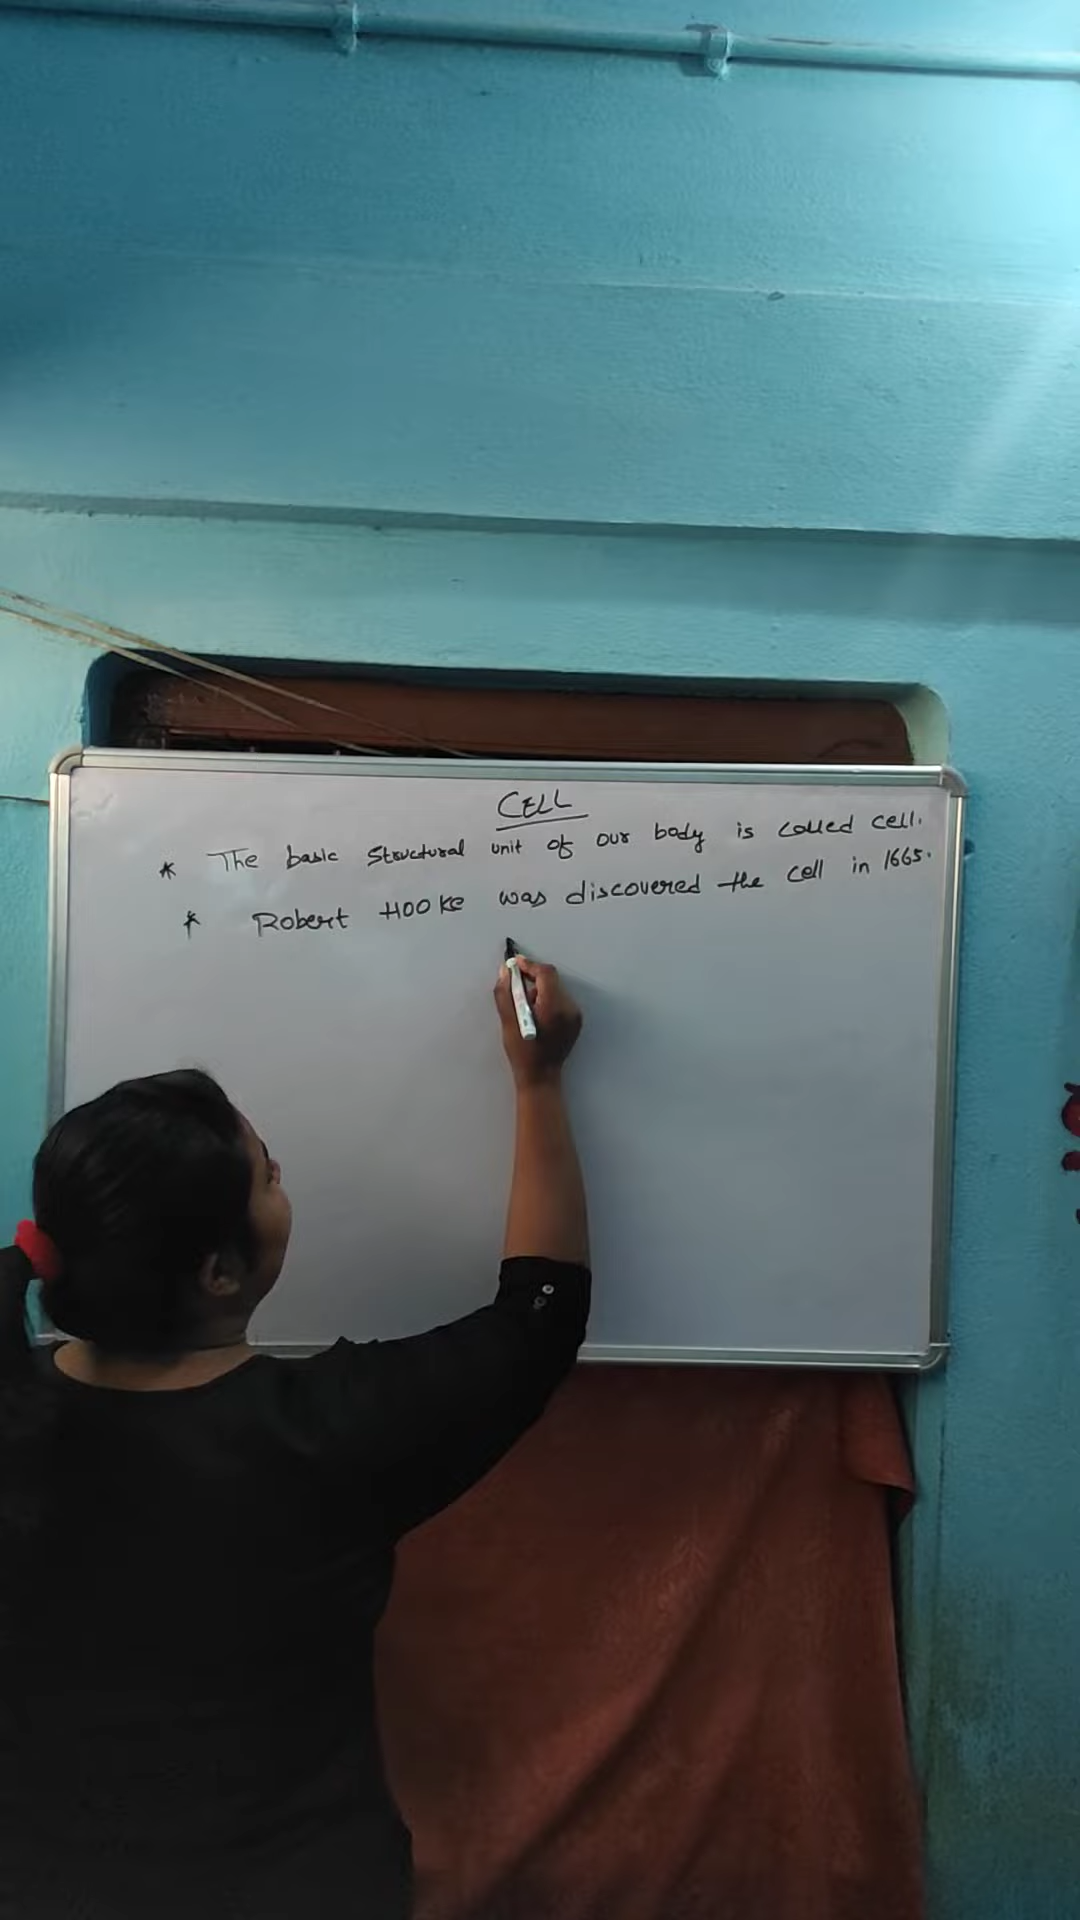 CELL
* The basic structural unit of our body is called cell.
* Robert HOOKe was discovered the cell in 1665.